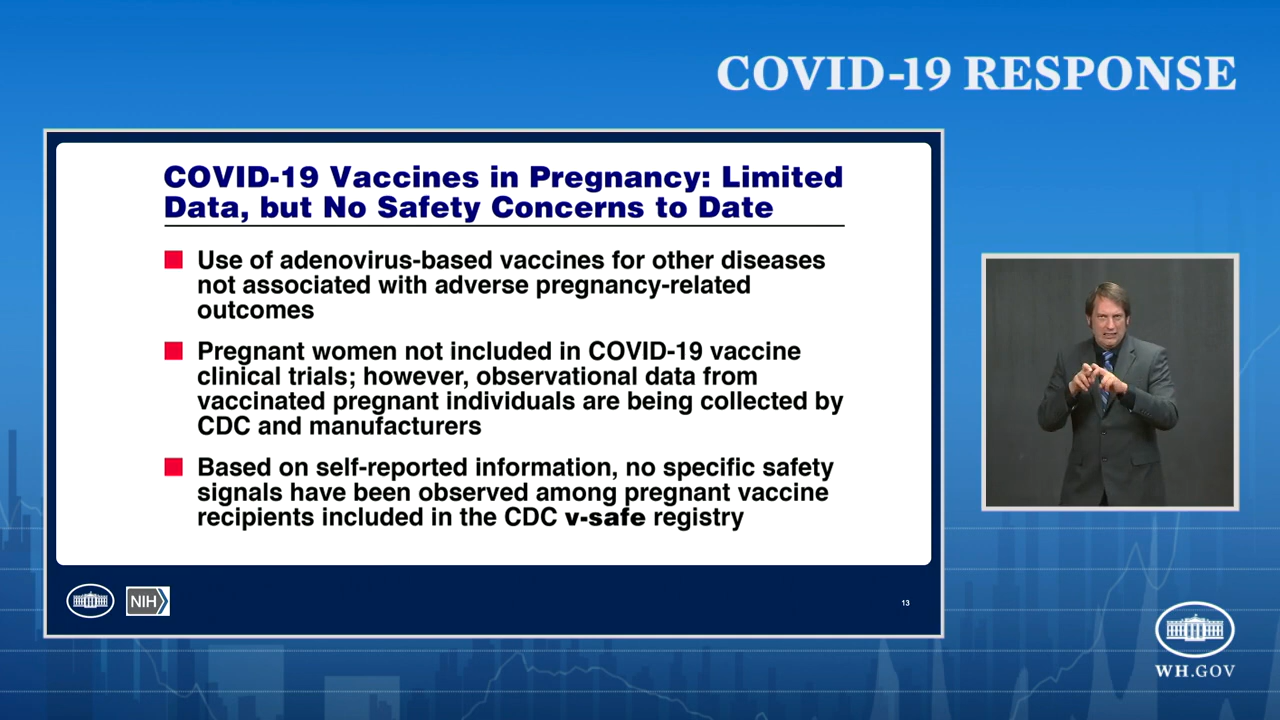 COVID-19 RESPONSE
COVID-19 Vaccines in Pregnancy: Limited
Data, but No Safety Concerns to Date
Use of adenovirus-based vaccines for other diseases
not associated with adverse pregnancy-related
outcomes
Pregnant women not included in COVID-19 vaccine
clinical trials; however, observational data from
vaccinated pregnant individuals are being collected by
CDC and manufacturers
Based on self-reported information, no specific safety
signals have been observed among pregnant vaccine
recipients included in the CDC v-safe registry
NIH
13
WH.GOV